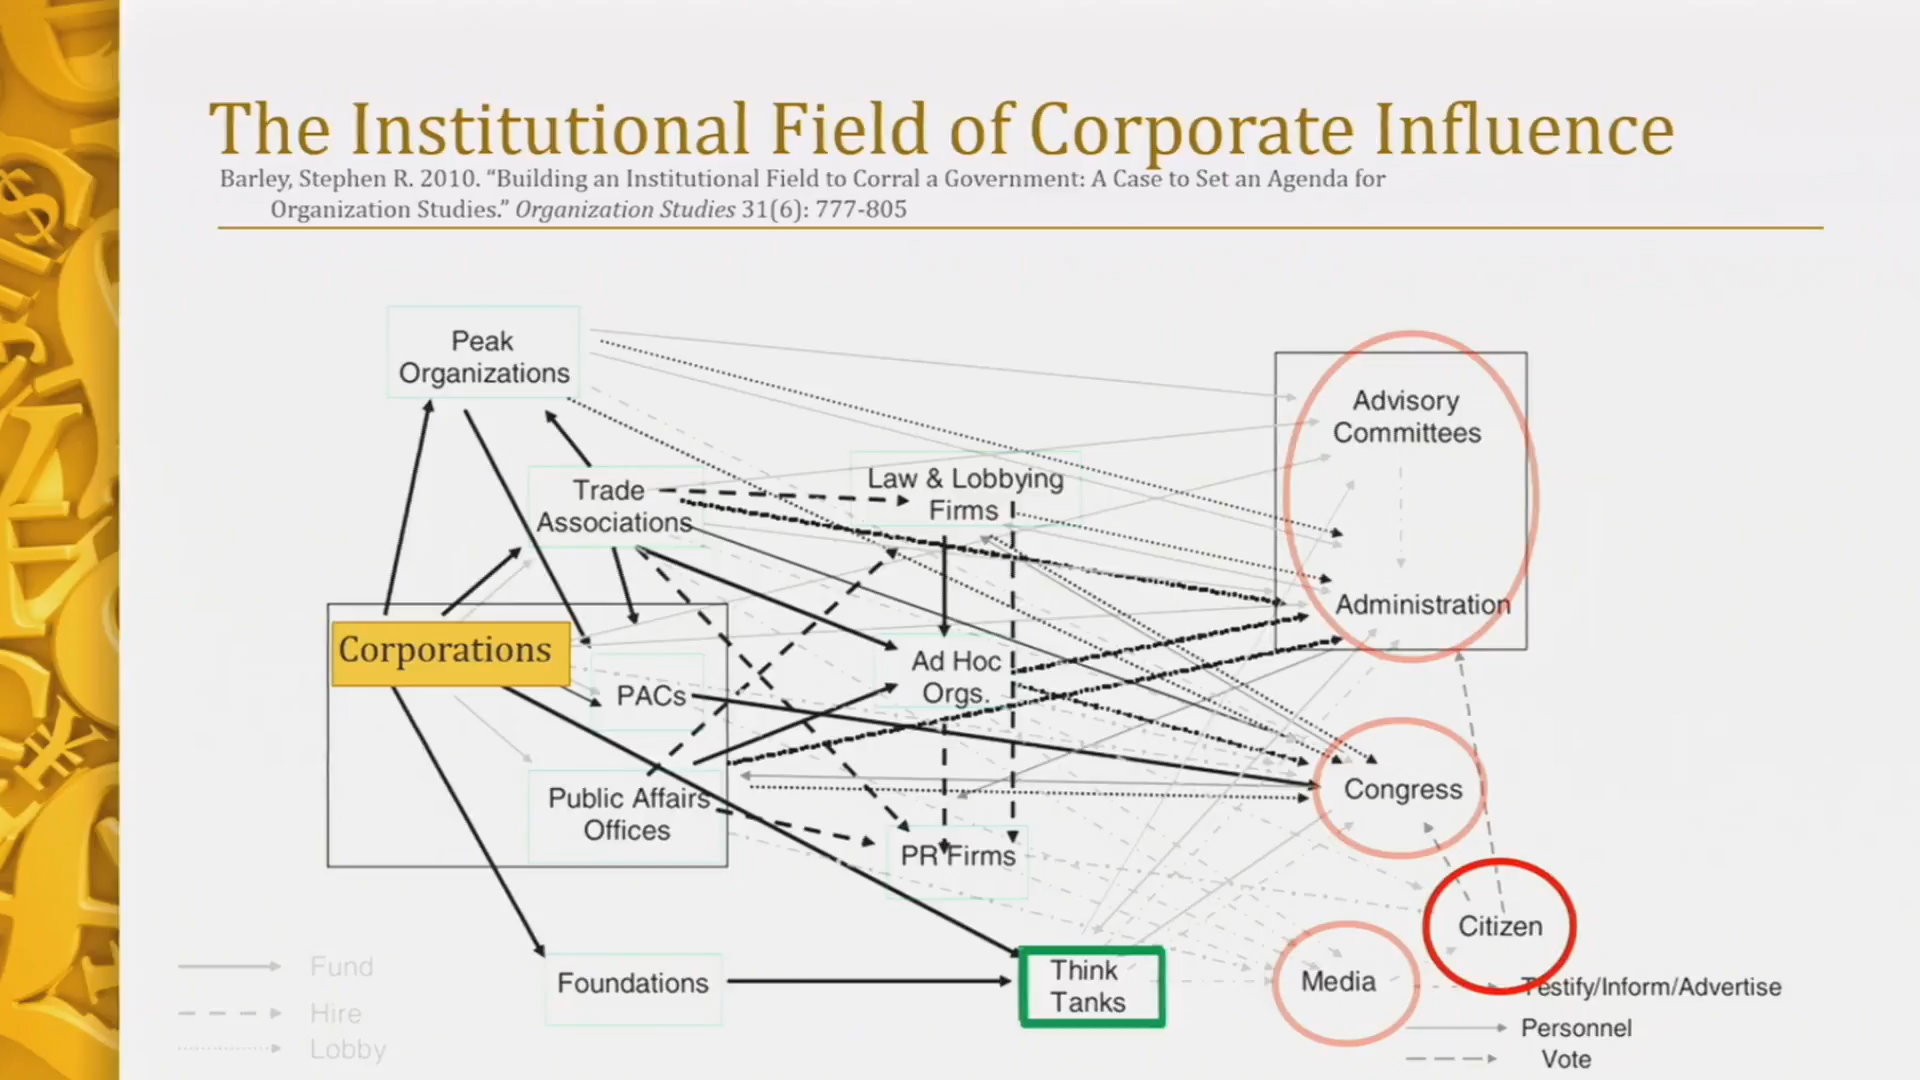 The Institutional Field of Corporate Influence
Barley, Stephen R. 2010. “Building an Institutional Field to Corral a Government: A Case to Set an Agenda for
Organization Studies.” Organization Studies 31(6): 777-805
Peak
Organizations
Trade
Associations
Law & Lobbying
Firms
Advisory
Committees
Administration
Corporations
PACs
Ad Hoc
Orgs.
Public Affairs
Offices
PR Firms
Congress
Citizen
Foundations
Think
Tanks
Media
Fund
Hire
Lobby
Testify/Inform/Advertise
Personnel
Vote